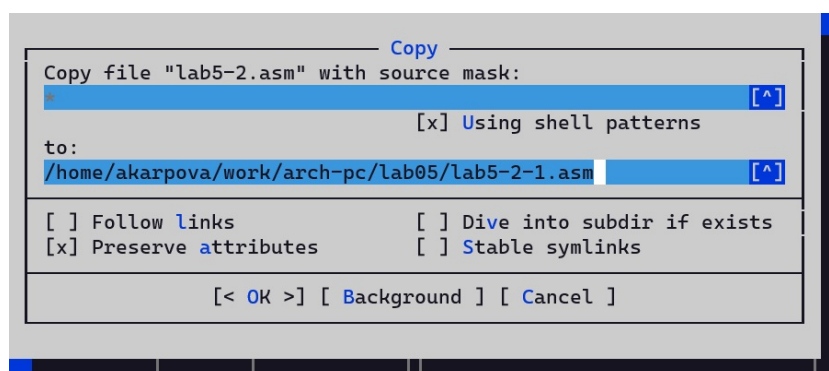 Copy
Copy file "lab5-2.asm" with source mask:
* [^]
[x] Using shell patterns
to:
/home/akarpova/work/arch-pc/lab05/lab5-2-1.asm [^]
[ ] Follow links [ ] Dive into subdir if exists
[x] Preserve attributes [ ] Stable symlinks
[< OK >] [ Background ] [ Cancel ]